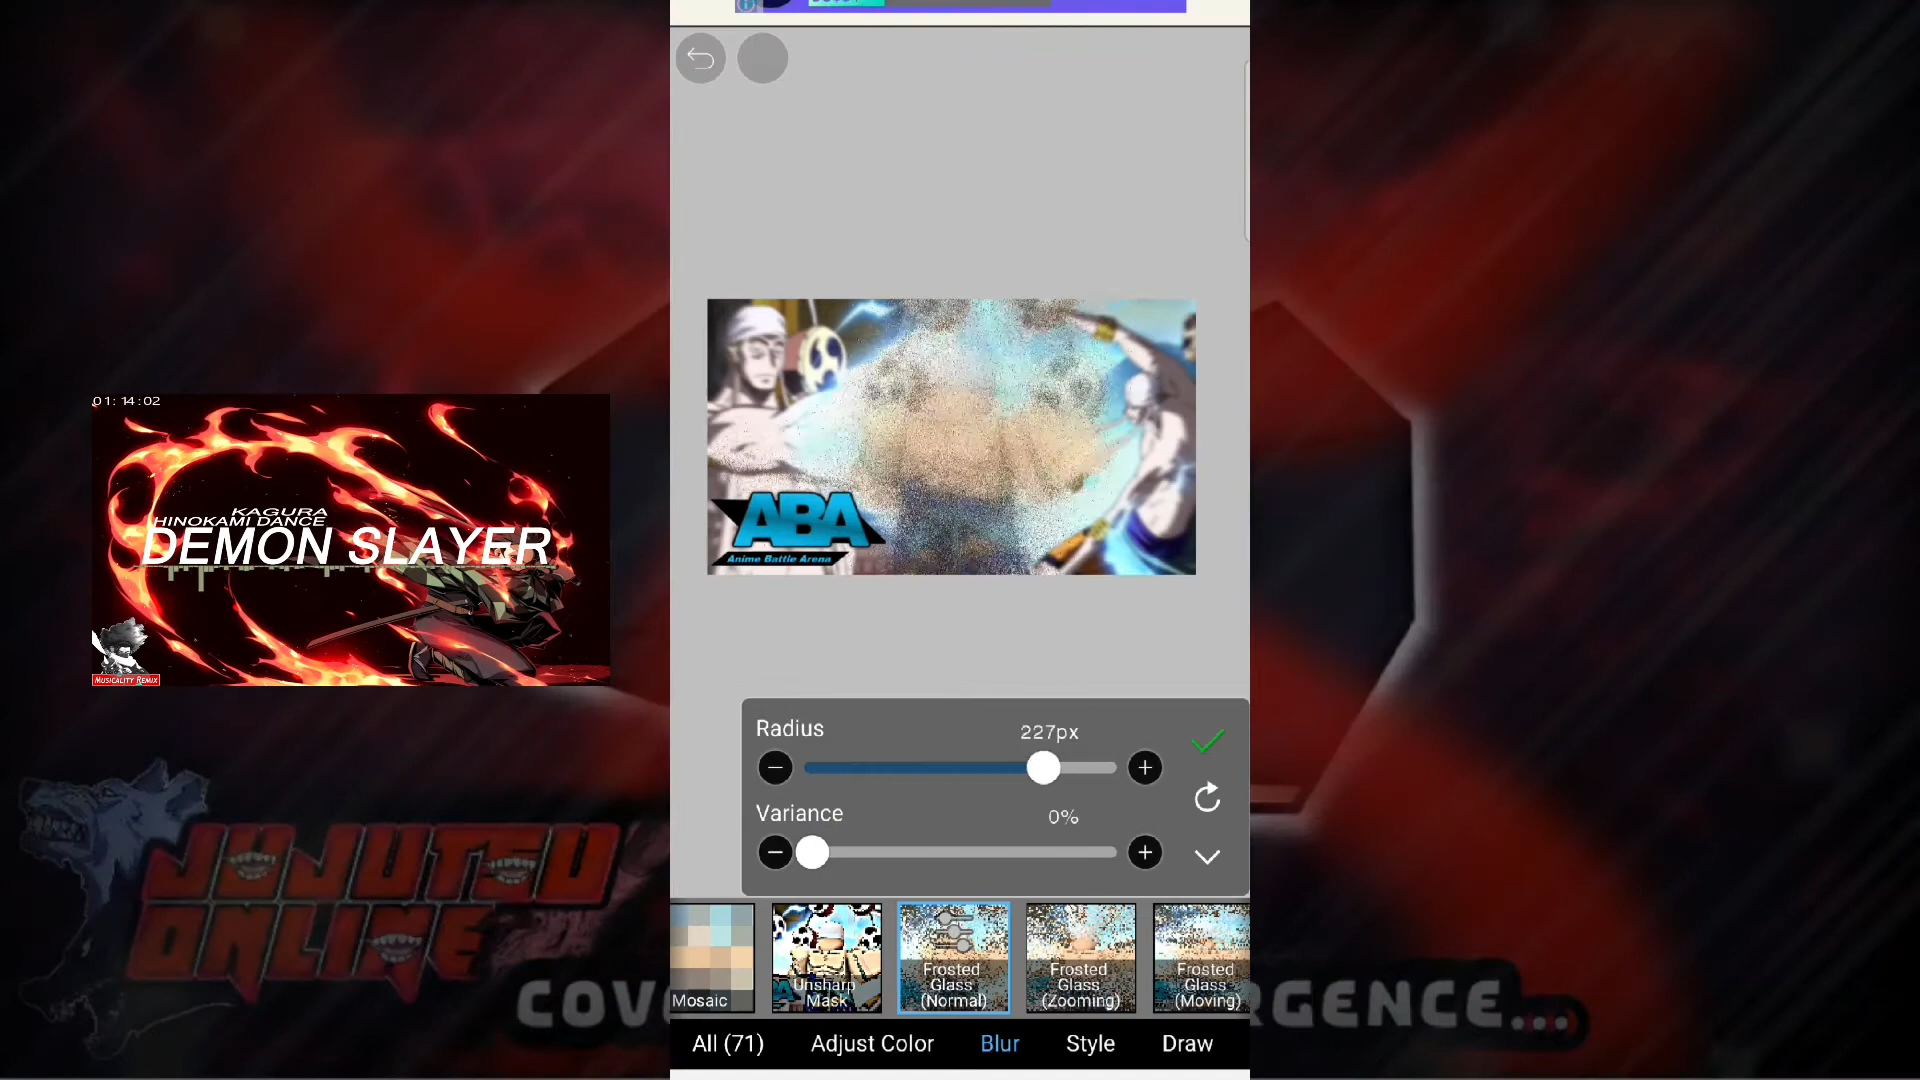 01:14:02
KAGURA
HINOKAMI DANCE
DEMON SLAYER
MUSICALITY REMIX
ABA
Anime Battle Arena
Radius
227px
Variance
0%
Mosaic
Unsharp
Mask
Frosted
Glass
(Normal)
Frosted
Glass
(Zooming)
Frosted
Glass
(Moving)
All (71)
Adjust Color
Blur
Style
Draw
JUJUTSU
ONLINE
COV
RGENCE...